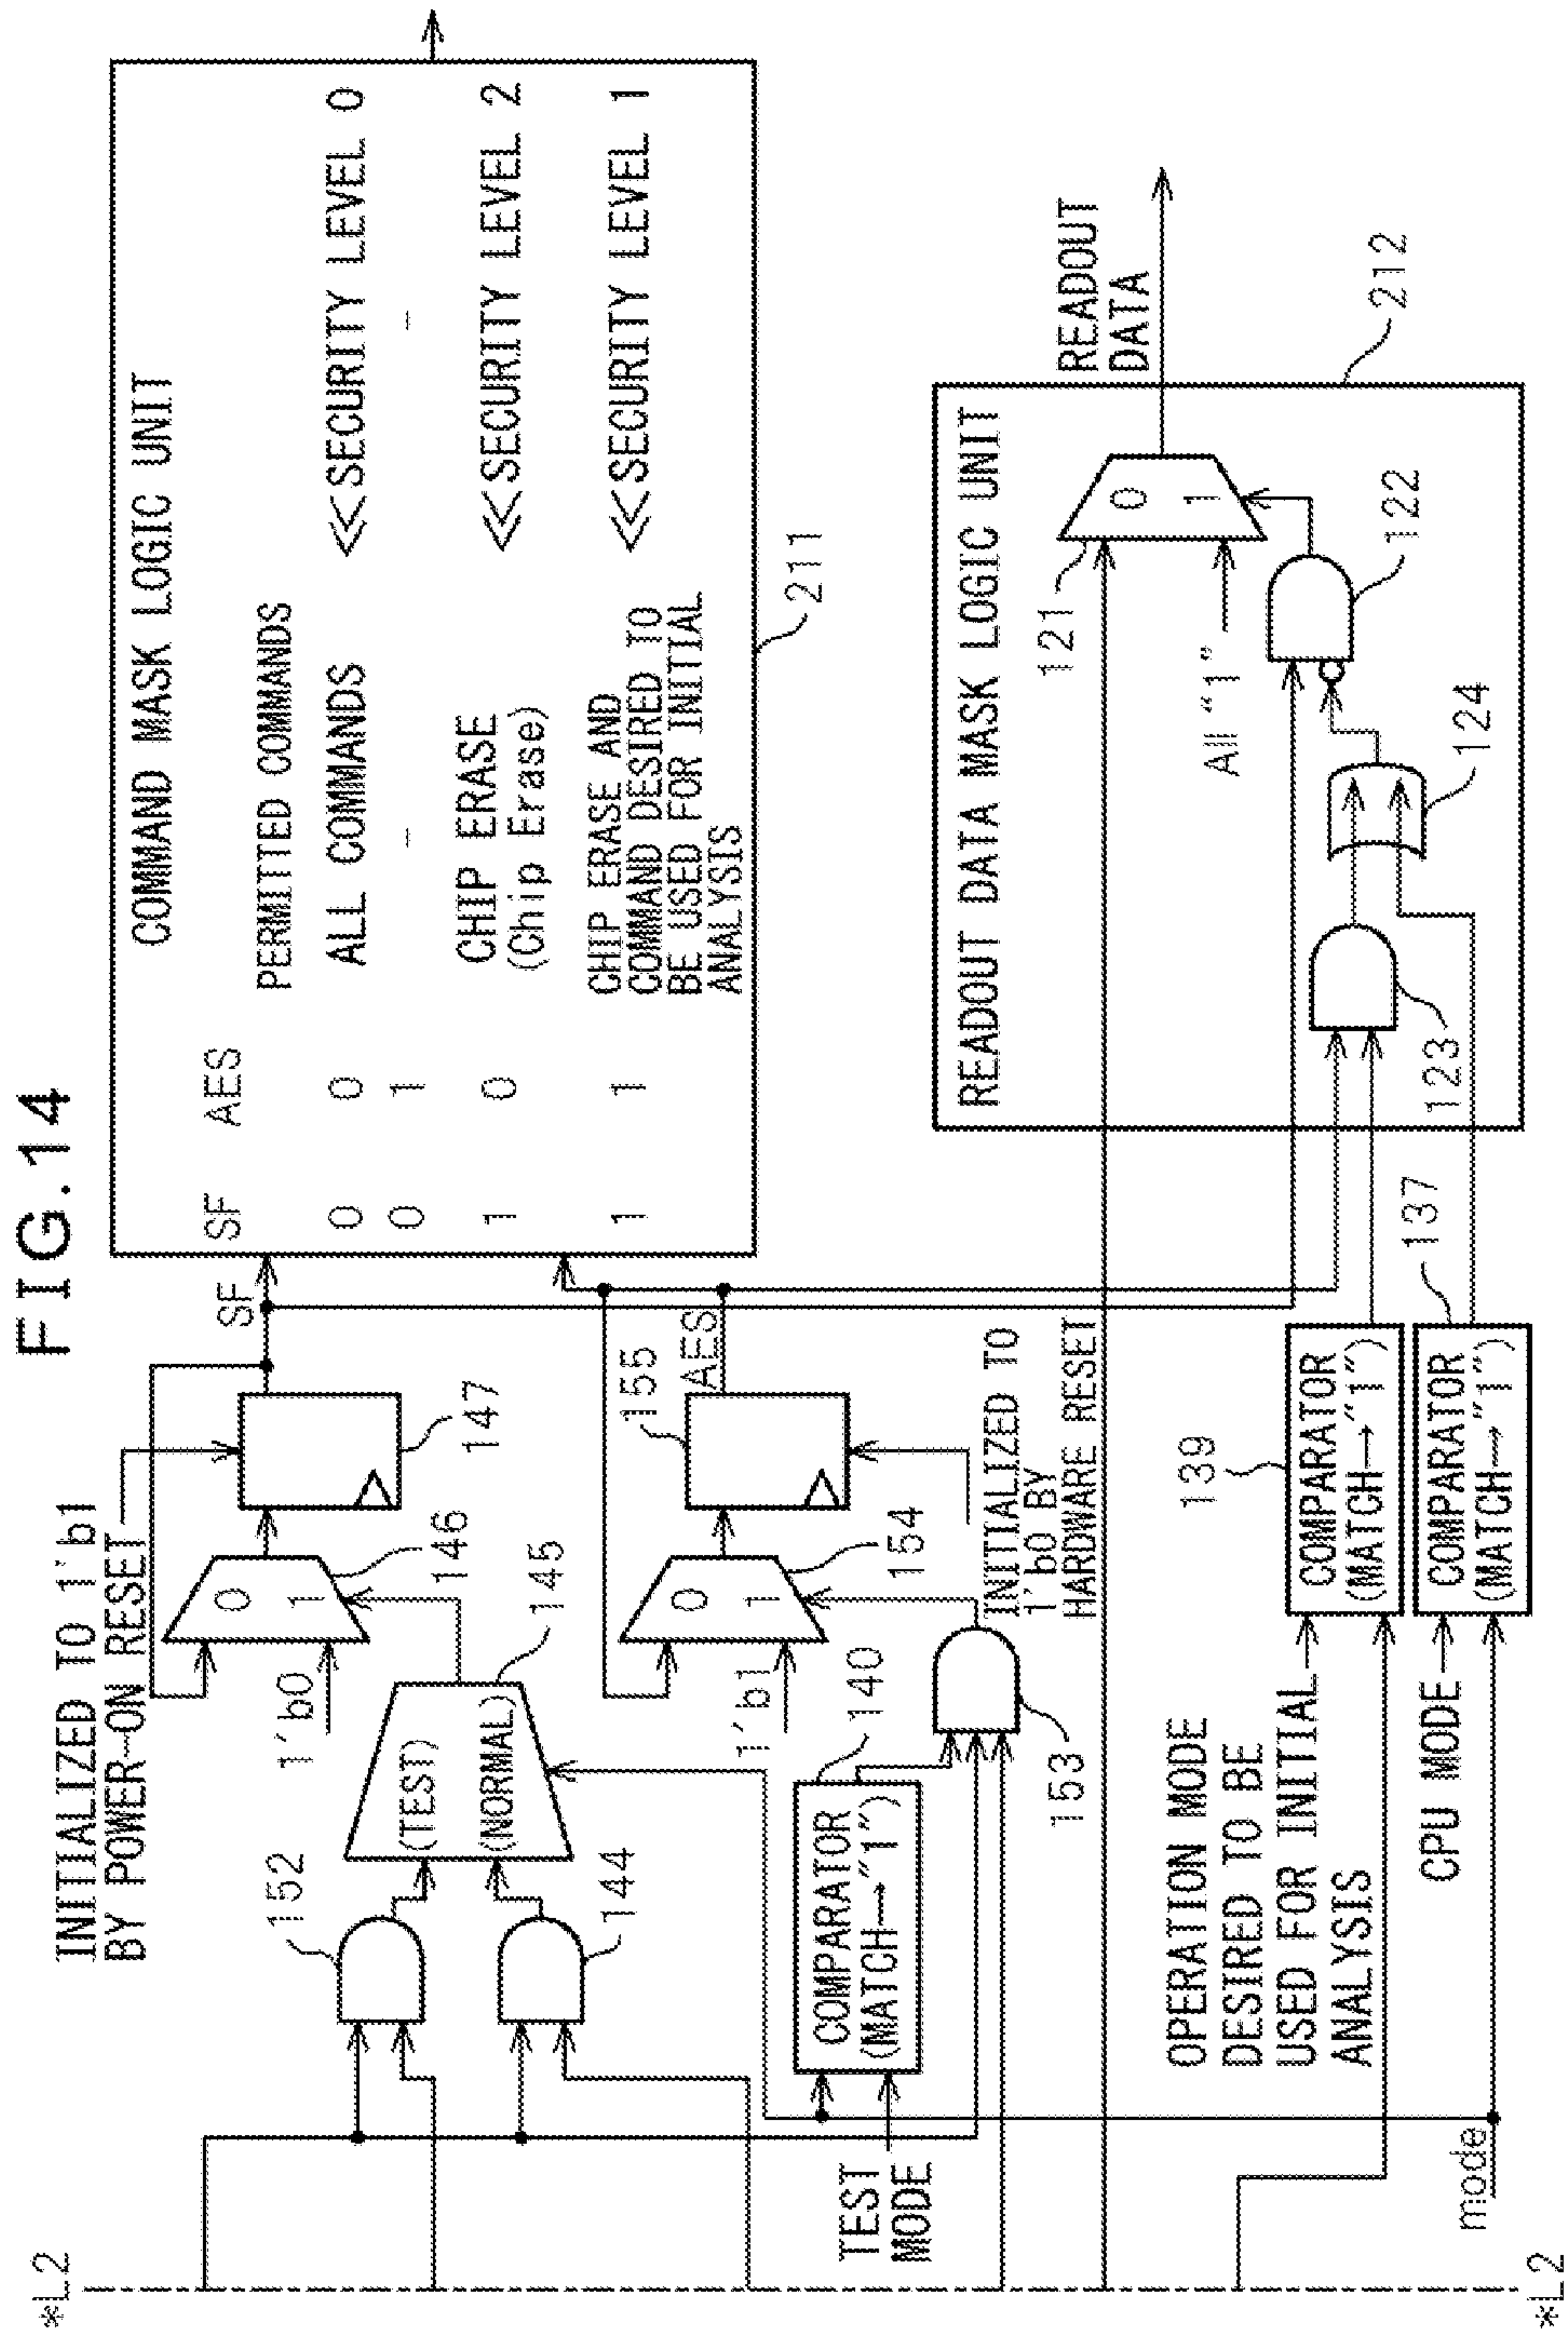 FIG.14
*L2
INITIALIZED TO 1'b1
BY POWER-ON RESET
SF
0
1
1'b0
146
147
152
(TEST)
(NORMAL)
145
144
155
AES
0
1
1'b1
154
INITIALIZED TO
1'b0 BY
HARDWARE RESET
140
COMPARATOR
(MATCH→"1")
153
TEST
MODE
COMMAND MASK LOGIC UNIT
SF AES PERMITTED COMMANDS
0 0 ALL COMMANDS <<SECURITY LEVEL 0
0 1 – –
1 0 CHIP ERASE <<SECURITY LEVEL 2
(Chip Erase)
1 1 CHIP ERASE AND <<SECURITY LEVEL 1
COMMAND DESIRED TO
BE USED FOR INITIAL
ANALYSIS
211
OPERATION MODE
DESIRED TO BE
USED FOR INITIAL
ANALYSIS
139
COMPARATOR
(MATCH→"1")
CPU MODE
137
COMPARATOR
(MATCH→"1")
mode
READOUT DATA MASK LOGIC UNIT
121
0
1
All "1"
122
123
124
READOUT
DATA
212
*L2